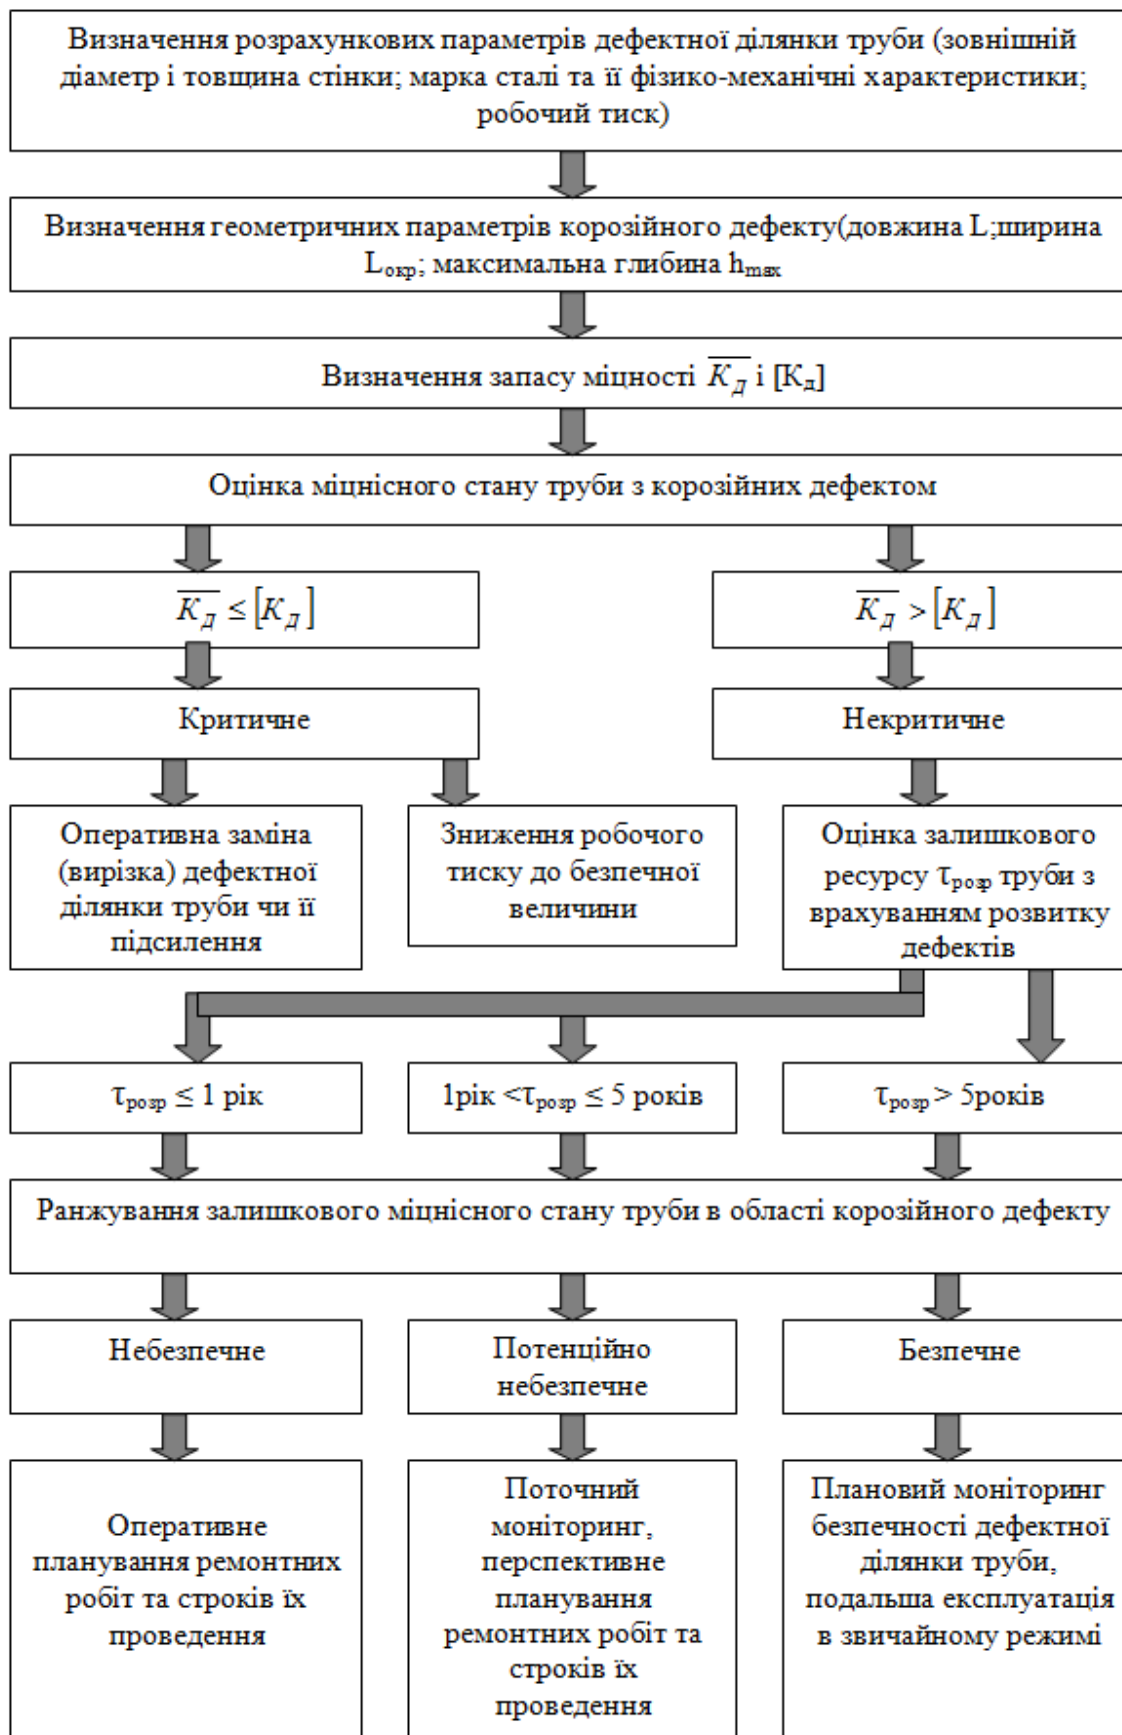 Визначення розрахункових параметрів дефектної ділянки труби (зовнішній
діаметр і товщина стінки; марка сталі та її фізико-механічні характеристики;
робочий тиск)
Визначення геометричних параметрів корозійного дефекту(довжина L;ширина
Lокр; максимальна глибина hmax
Визначення запасу міцності K̅Д і [Kд]
Оцінка міцнісного стану труби з корозійних дефектом
K̅Д ≤ [KД]
K̅Д > [KД]
Критичне
Некритичне
Оперативна заміна
(вирізка) дефектної
ділянки труби чи її
підсилення
Зниження робочого
тиску до безпечної
величини
Оцінка залишкового
ресурсу τрозр труби з
врахуванням розвитку
дефектів
τрозр ≤ 1 рік
1рік <τрозр ≤ 5 років
τрозр > 5років
Ранжування залишкового міцнісного стану труби в області корозійного дефекту
Небезпечне
Потенційно
небезпечне
Безпечне
Оперативне
планування ремонтних
робіт та строків їх
проведення
Поточний
моніторинг,
перспективне
планування
ремонтних робіт та
строків їх
проведення
Плановий моніторинг
безпечності дефектної
ділянки труби,
подальша експлуатація
в звичайному режимі